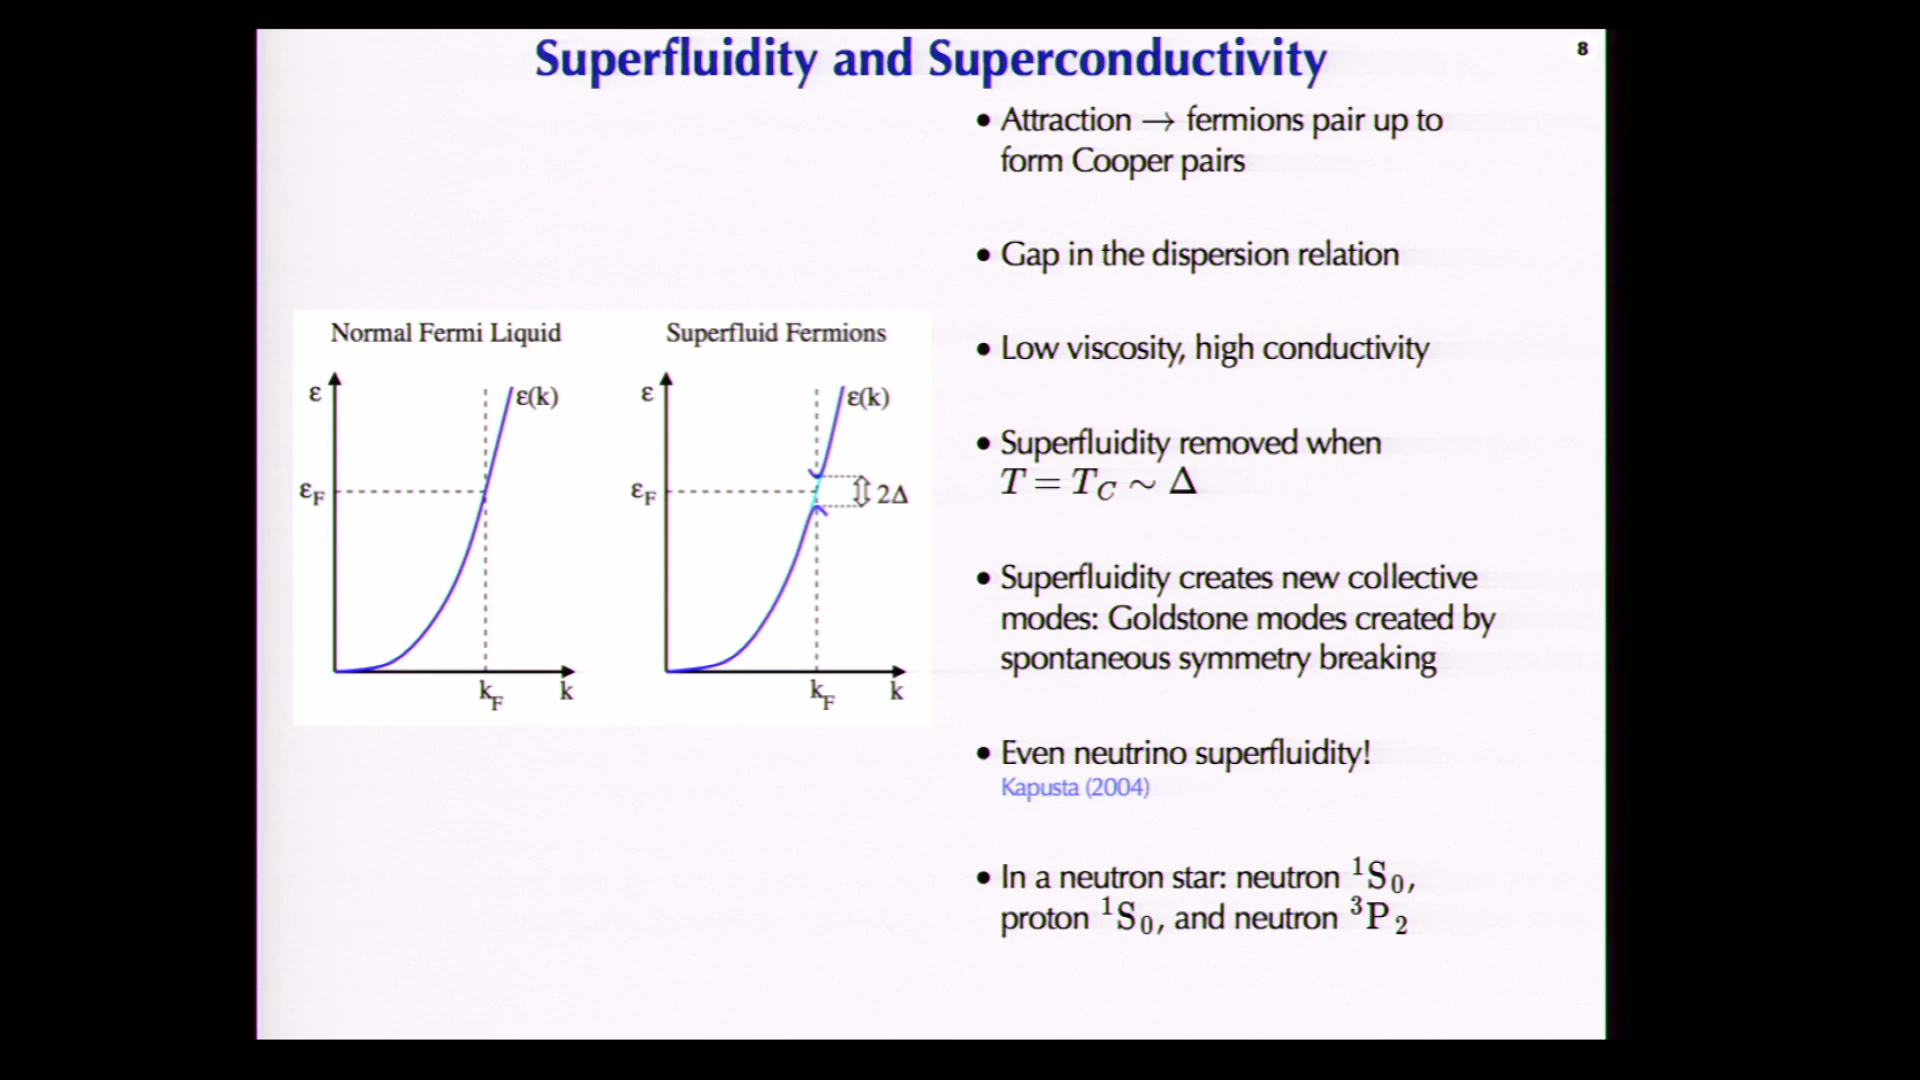 Superfluidity and Superconductivity
8
• Attraction → fermions pair up to
form Cooper pairs
• Gap in the dispersion relation
• Low viscosity, high conductivity
• Superfluidity removed when
T = T_C ∼ Δ
• Superfluidity creates new collective
modes: Goldstone modes created by
spontaneous symmetry breaking
• Even neutrino superfluidity!
Kapusta (2004)
• In a neutron star: neutron ¹S₀,
proton ¹S₀, and neutron ³P₂
Normal Fermi Liquid
ε
ε(k)
ε_F
k_F
k
Superfluid Fermions
ε
ε(k)
ε_F
2Δ
k_F
k